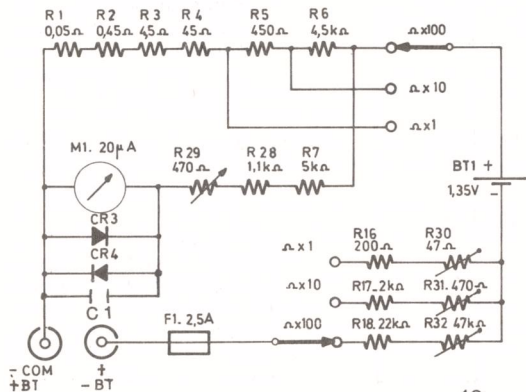 R1 R2 R3 R4 R5 R6
0,05Ω 0,45Ω 4,5Ω 45Ω 450Ω 4,5kΩ
Ωx100
Ωx10
Ωx1
M1. 20µA
R29 R28 R7
470Ω 1,1kΩ 5kΩ
BT1 +
1,35V -
CR3
CR4
C1
Ωx1 R16 R30
200Ω 47Ω
Ωx10 R17_2kΩ R31.470Ω
Ωx100 R18.22kΩ R32 47kΩ
F1. 2,5A
- COM +
+BT -BT